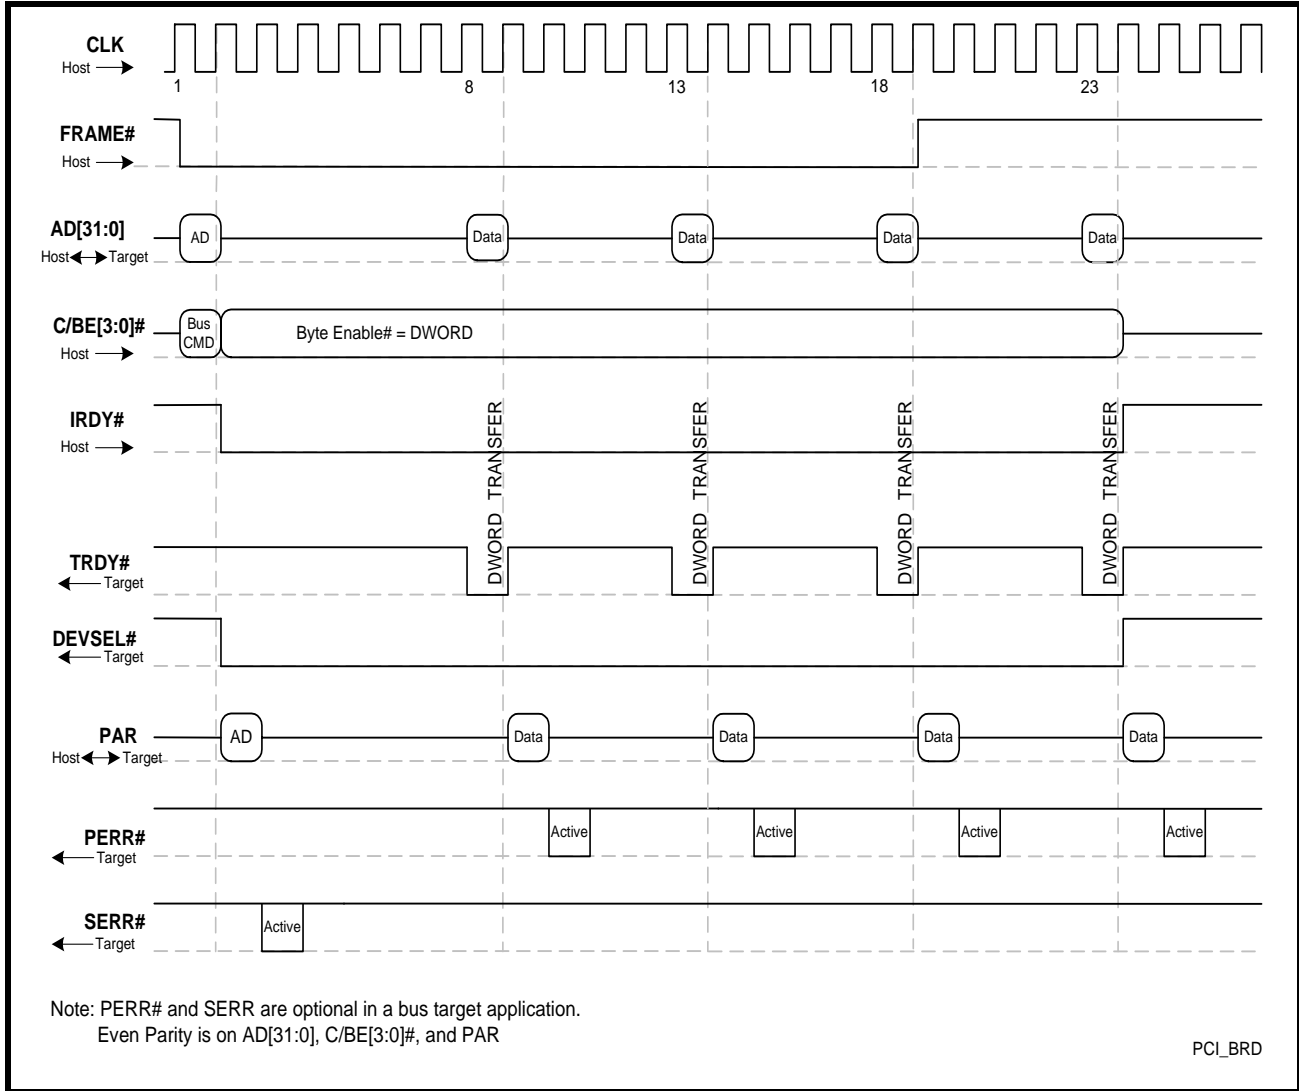 CLK
Host
1 8 13 18 23
FRAME#
Host
AD[31:0]
Host Target
AD Data Data Data Data
C/BE[3:0]#
Host
Bus
CMD
Byte Enable# = DWORD
IRDY#
Host
DWORD TRANSFER
DWORD TRANSFER
DWORD TRANSFER
DWORD TRANSFER
TRDY#
Target
DEVSEL#
Target
PAR
Host Target
AD Data Data Data Data
PERR#
Target
Active Active Active Active
SERR#
Target
Active
Note: PERR# and SERR are optional in a bus target application.
Even Parity is on AD[31:0], C/BE[3:0]#, and PAR
PCI_BRD